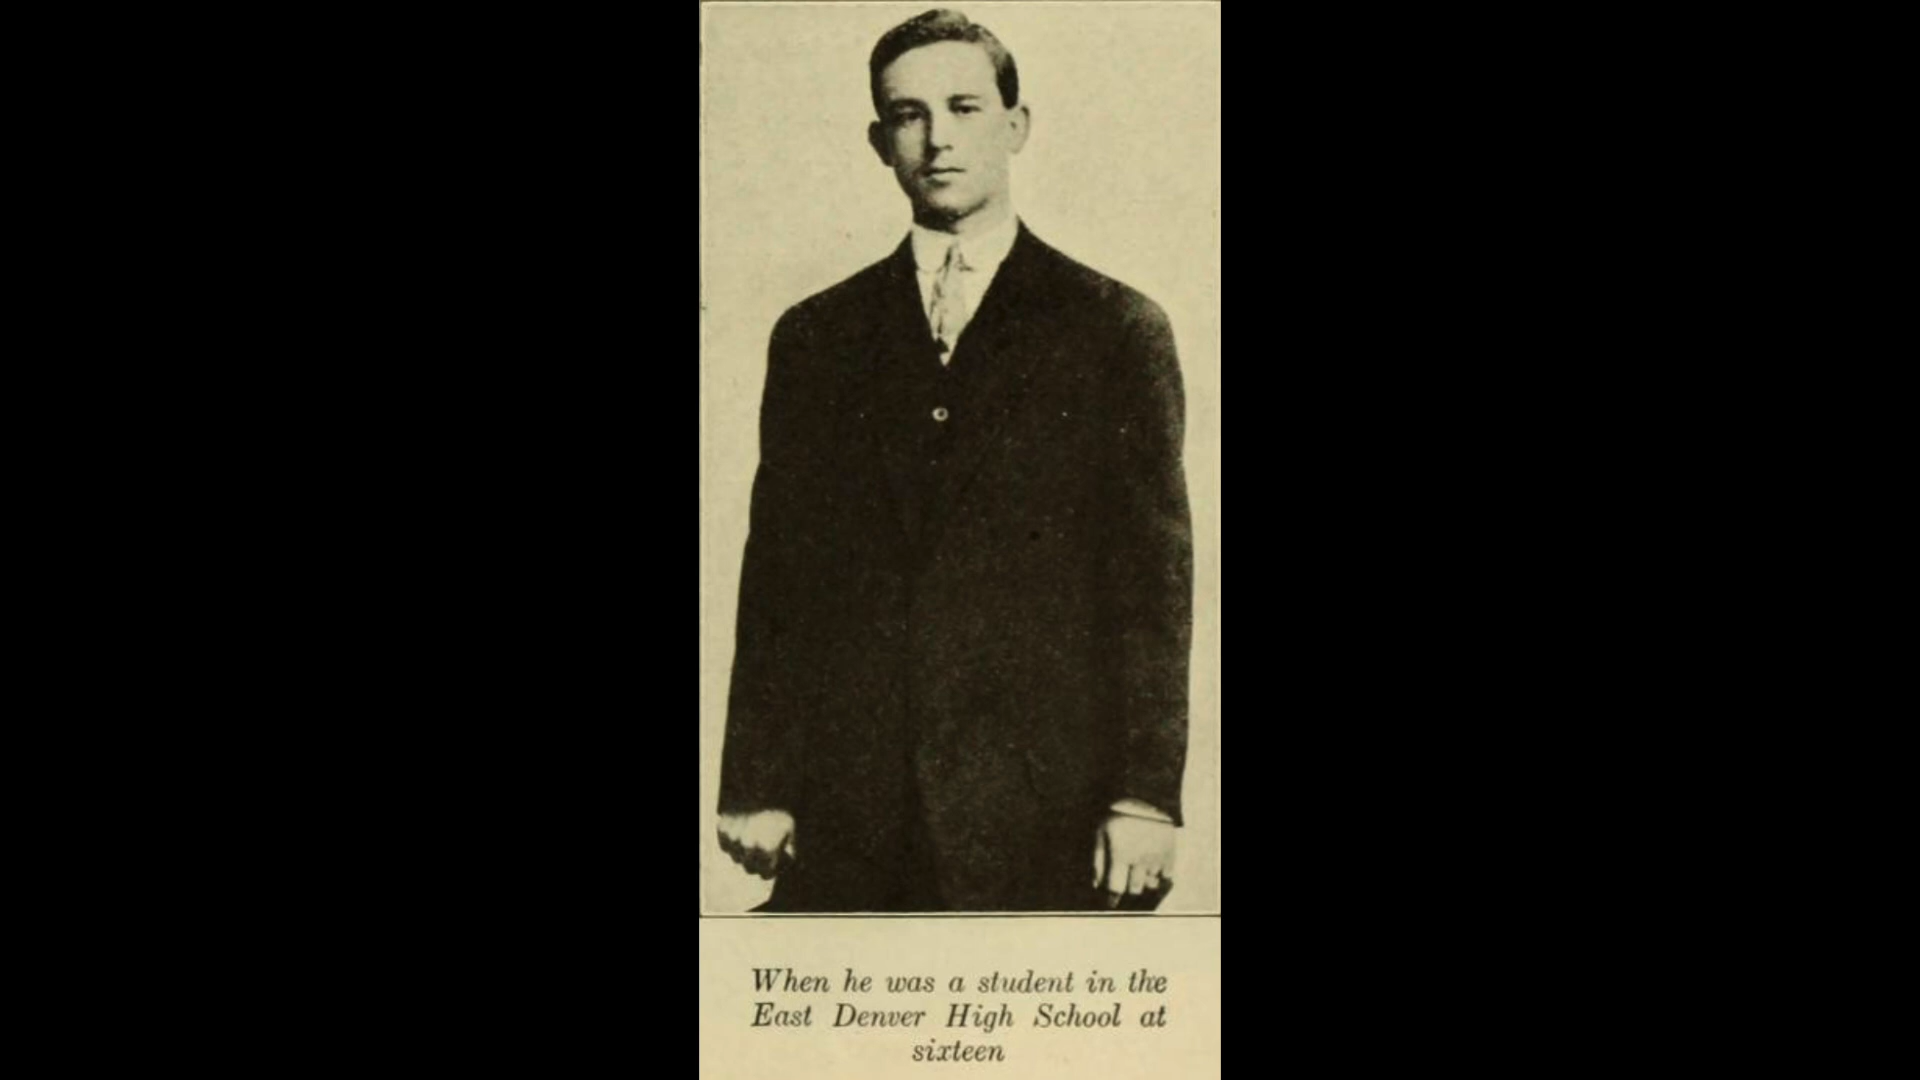 When he was a student in the
East Denver High School at
sixteen